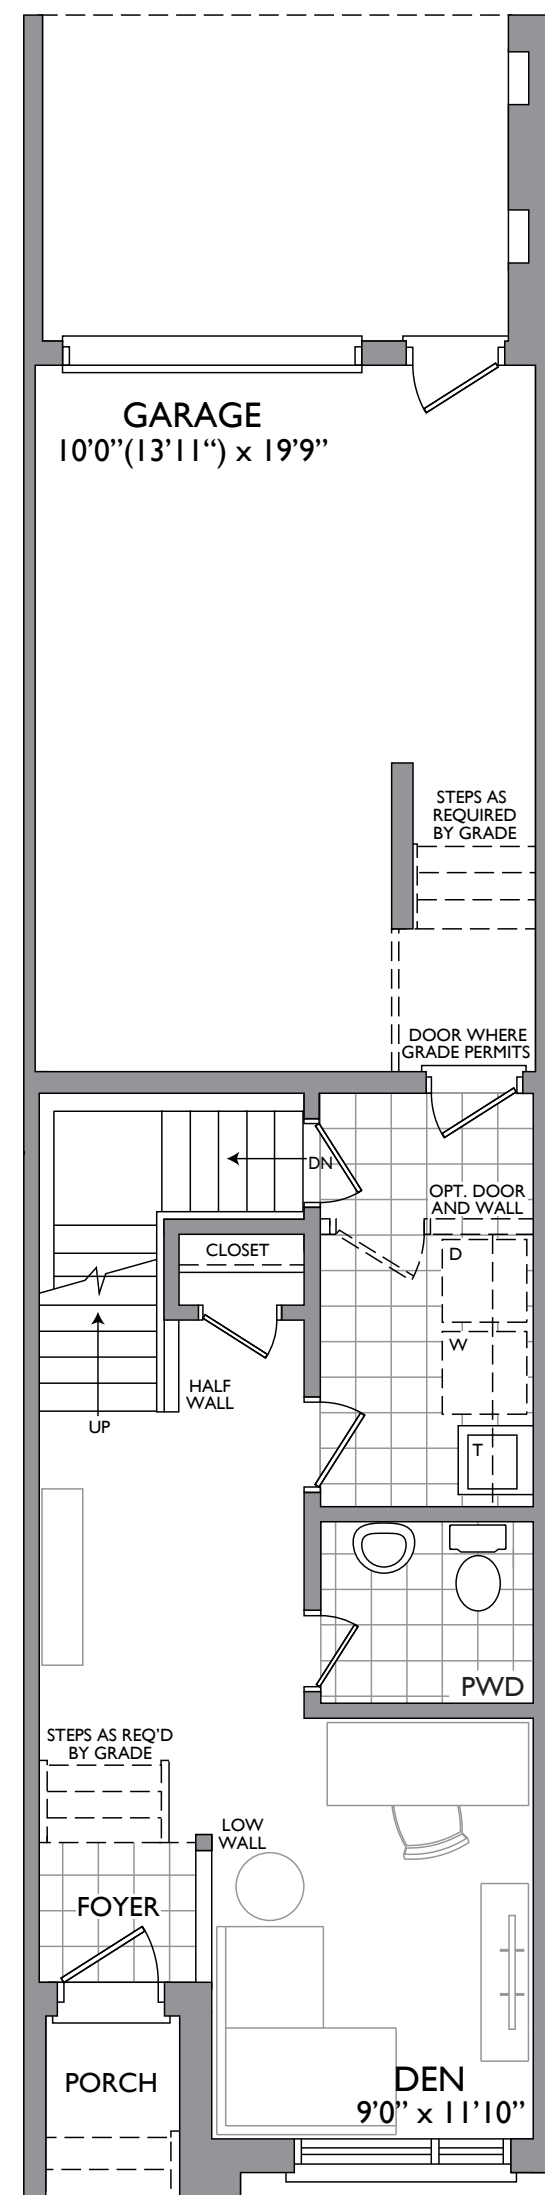 GARAGE
10’0”(13’11“) x 19’9”
STEPS AS
REQUIRED
BY GRADE
DOOR WHERE
GRADE PERMITS
DN
OPT. DOOR
AND WALL
CLOSET
D
W
HALF
WALL
UP
T
PWD
STEPS AS REQ’D
BY GRADE
LOW
WALL
FOYER
PORCH
DEN
9’0” x 11’10”